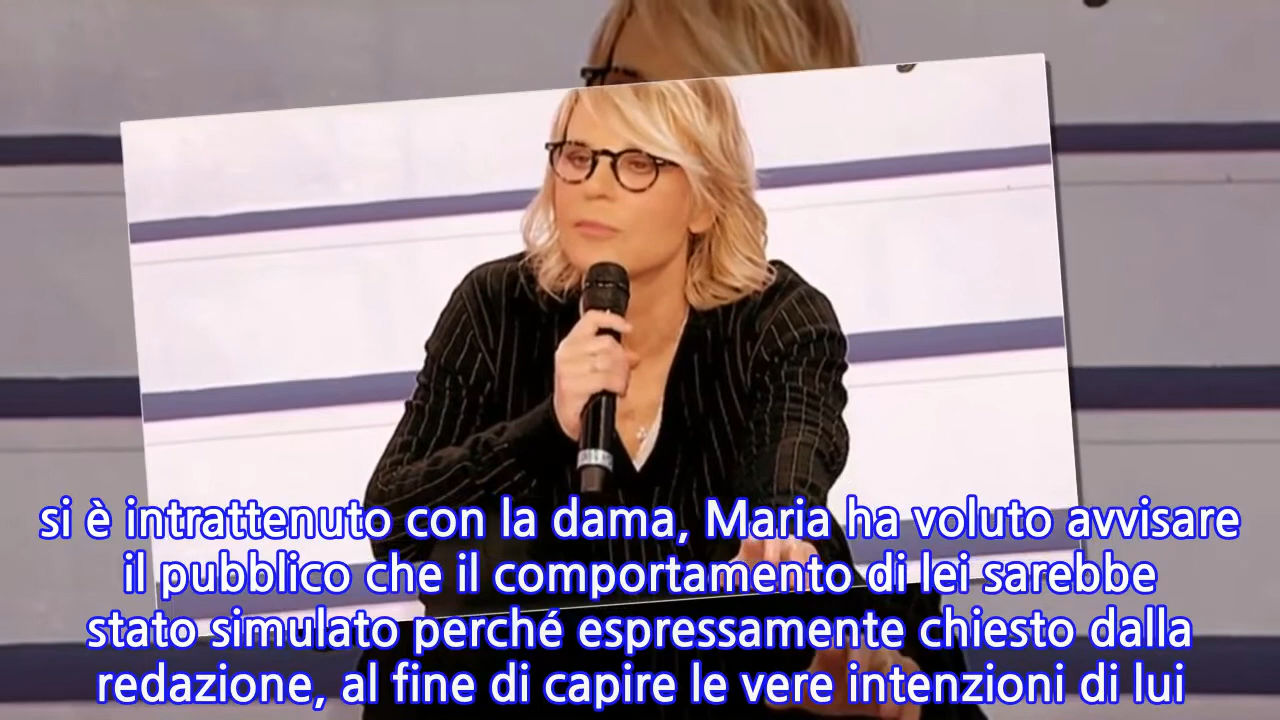 si è intrattenuto con la dama, Maria ha voluto avvisare
il pubblico che il comportamento di lei sarebbe
stato simulato perché espressamente chiesto dalla
redazione, al fine di capire le vere intenzioni di lui